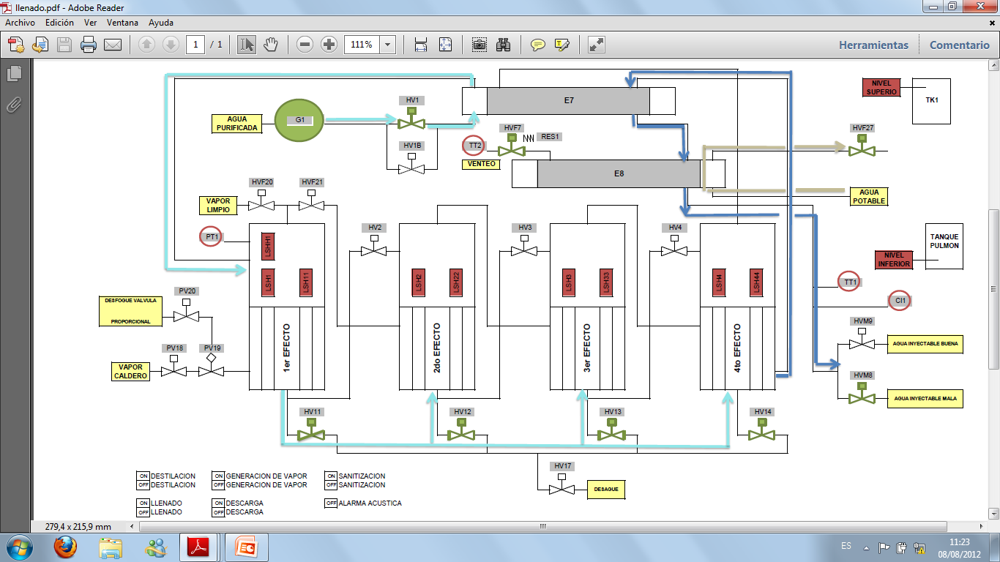 llenado.pdf - Adobe Reader
Archivo Edición Ver Ventana Ayuda
1 / 1
111%
Herramientas Comentario
E7
NIVEL
SUPERIO
TK1
HV1
G1
AGUA
PURIFICADA
HVF7
RES1
HVF27
TT2
HV1B
VENTEO
E8
HVF20
HVF21
VAPOR
LIMPIO
AGUA
POTABLE
PT1
LSHH1
HV2
HV3
HV4
TANQUE
PULMON
NIVEL
INFERIOR
LSH1
LSH11
LSH2
LSH22
LSH3
LSH33
LSH4
LSH44
TT1
CI1
PV20
DESFOGUE VALVULA
PROPORCIONAL
HVM9
AGUA INYECTABLE BUENA
1er EFECTO
2do EFECTO
3er EFECTO
4to EFECTO
PV18
PV19
VAPOR
CALDERO
HVM8
AGUA INYECTABLE MALA
HV11
HV12
HV13
HV14
HV17
DESAGUE
ON DESTILACION
OFF DESTILACION
ON GENERACION DE VAPOR
OFF GENERACION DE VAPOR
ON SANITIZACION
OFF SANITIZACION
ON LLENADO
OFF LLENADO
ON DESCARGA
OFF DESCARGA
OFF ALARMA ACUSTICA
279,4 x 215,9 mm
ES
11:23
08/08/2012